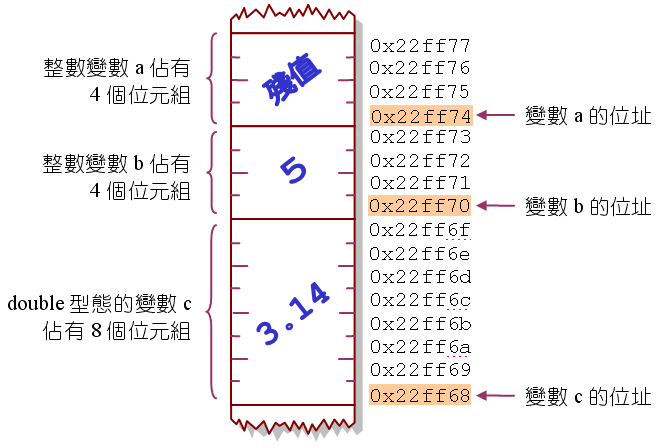 整數變數 a 佔有
4 個位元組
殘值
0x22ff77
0x22ff76
0x22ff75
0x22ff74
變數 a 的位址
整數變數 b 佔有
4 個位元組
5
0x22ff73
0x22ff72
0x22ff71
0x22ff70
變數 b 的位址
double 型態的變數 c
佔有 8 個位元組
3.14
0x22ff6f
0x22ff6e
0x22ff6d
0x22ff6c
0x22ff6b
0x22ff6a
0x22ff69
0x22ff68
變數 c 的位址